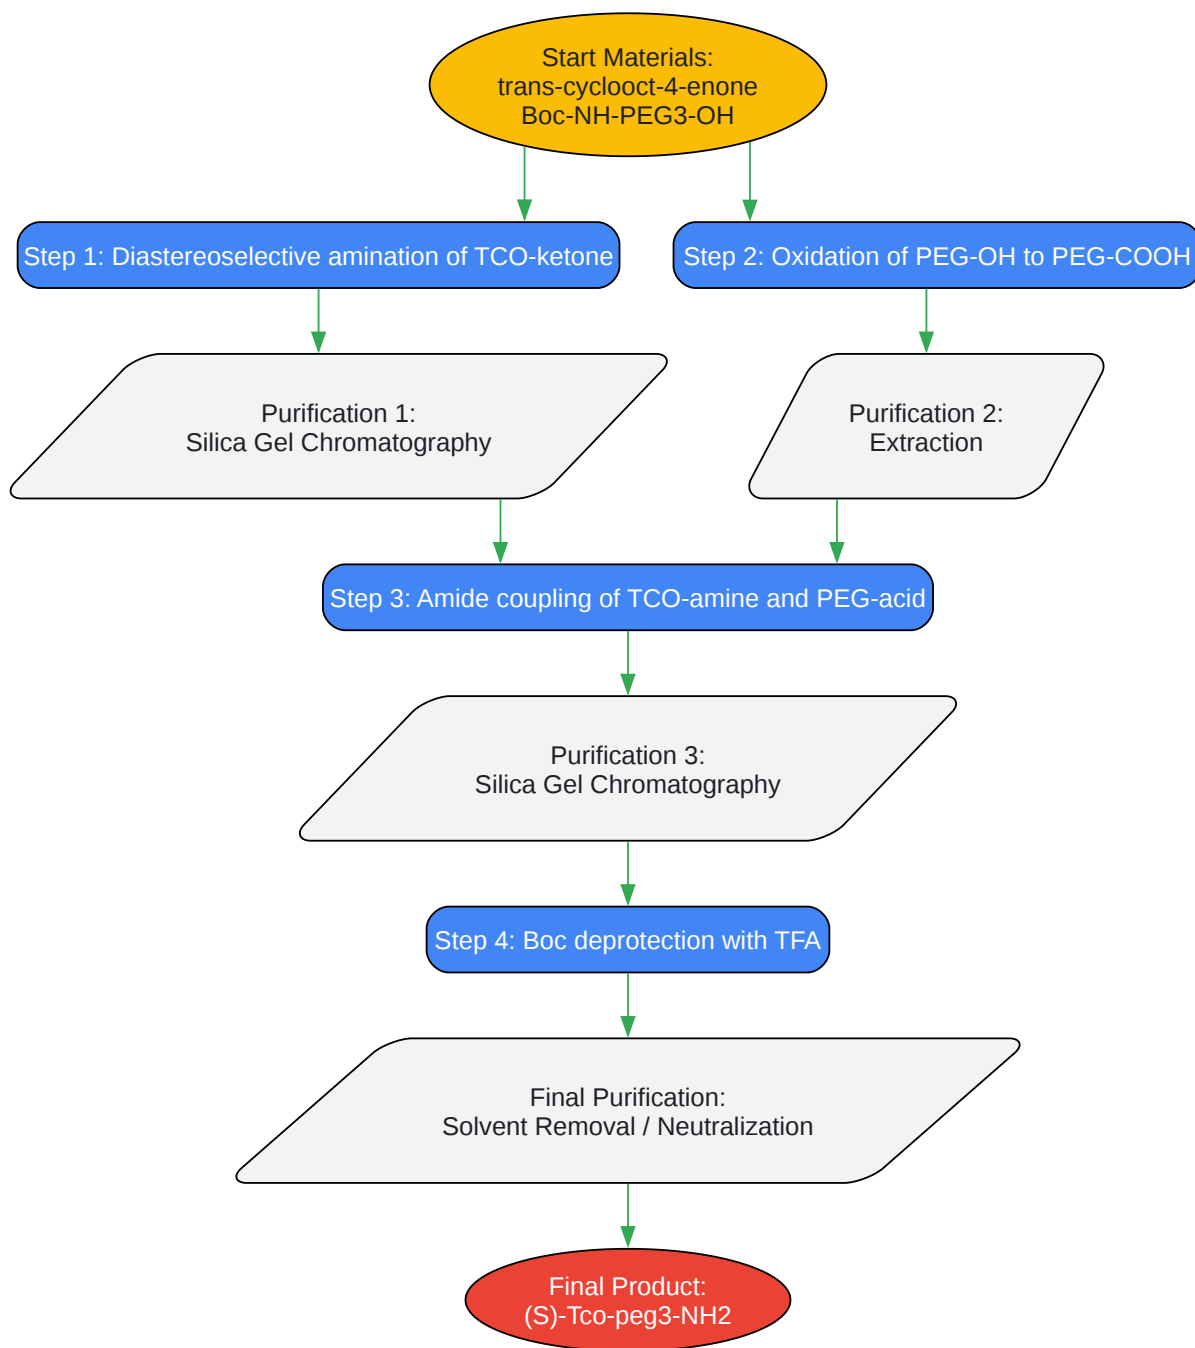 Start Materials:
trans-cyclooct-4-enone
Boc-NH-PEG3-OH
Step 1: Diastereoselective amination of TCO-ketone
Step 2: Oxidation of PEG-OH to PEG-COOH
Purification 1:
Silica Gel Chromatography
Purification 2:
Extraction
Step 3: Amide coupling of TCO-amine and PEG-acid
Purification 3:
Silica Gel Chromatography
Step 4: Boc deprotection with TFA
Final Purification:
Solvent Removal / Neutralization
Final Product:
(S)-Tco-peg3-NH2